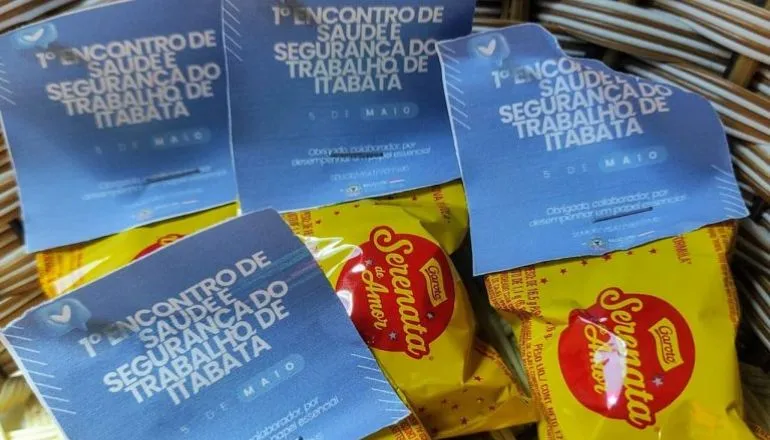 1º ENCONTRO DE
SAÚDE E
SEGURANÇA DO
TRABALHO, DE
ITABATA
5 DE MAIO
1º ENCONTRO DE
SAÚDE E
SEGURANÇA DO
TRABALHO, DE
ITABATA
5 DE MAIO
Obrigado, colaborador, por
desempenhar um papel essencial!
1º ENCONTRO DE
SAÚDE E
SEGURANÇA DO
TRABALHO, DE
ITABATA
5 DE MAIO
Obrigado, colaborador, por
desempenhar um papel essencial!
1º ENCONTRO DE
SAÚDE E
SEGURANÇA DO
TRABALHO, DE
ITABATA
5 DE MAIO
Obrigado, colaborador, por
papel essencial!
Garoto
Serenata
de Amor
Garoto
Serenata
de Amor